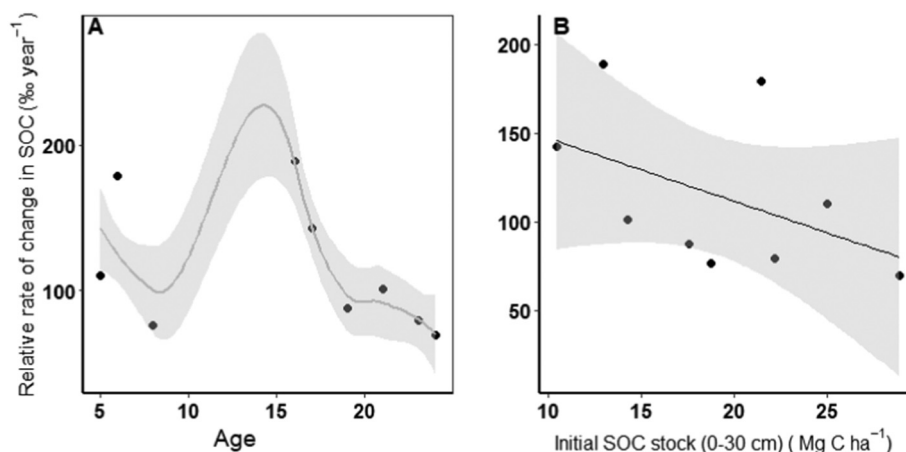 A
B
Relative rate of change in SOC (‰ year⁻¹)
200
100
5 10 15 20
Age
200
150
100
50
10 15 20 25
Initial SOC stock (0-30 cm) ( Mg C ha⁻¹)